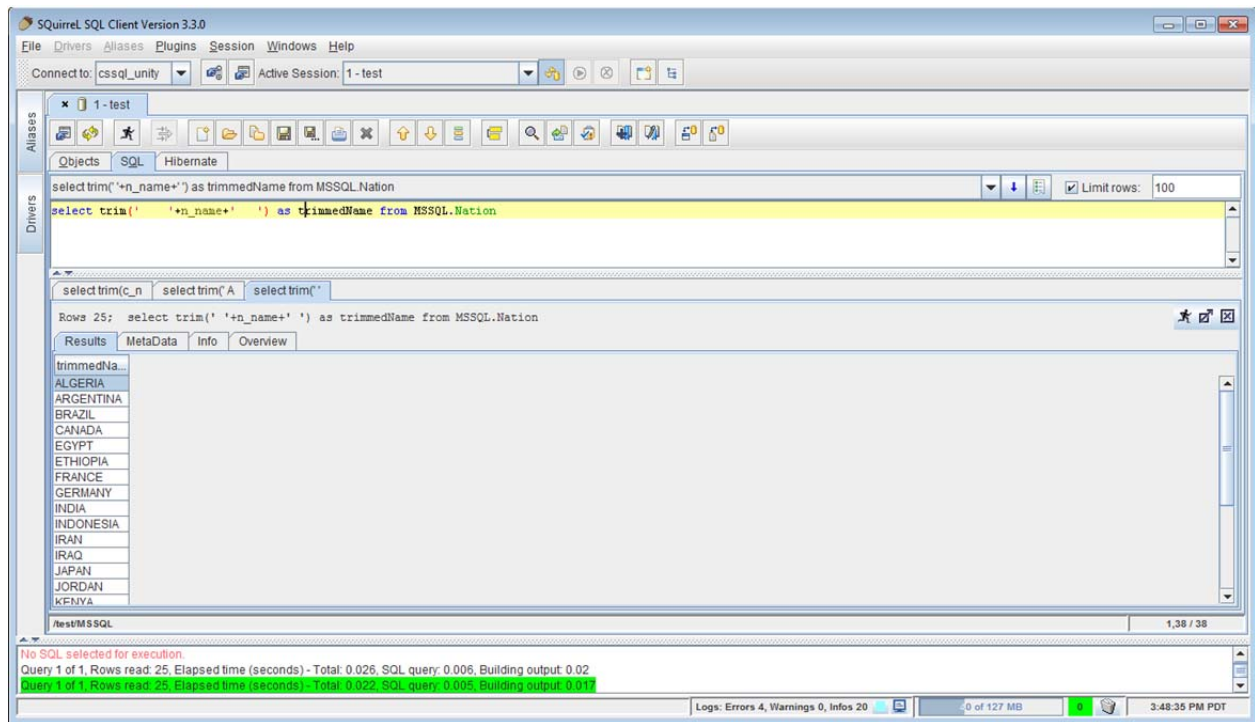 SQuirreL SQL Client Version 3.3.0
File Drivers Aliases Plugins Session Windows Help
Connect to: cssql_unity Active Session: 1 - test
1 - test
Aliases
Drivers
Objects SQL Hibernate
select trim(' '+n_name+' ') as trimmedName from MSSQL.Nation Limit rows: 100
select trim('    '+n_name+'   ') as trimmedName from MSSQL.Nation
select trim(c_n select trim(' A select trim(' '
Rows 25; select trim(' '+n_name+' ') as trimmedName from MSSQL.Nation
Results MetaData Info Overview
trimmedNa...
ALGERIA
ARGENTINA
BRAZIL
CANADA
EGYPT
ETHIOPIA
FRANCE
GERMANY
INDIA
INDONESIA
IRAN
IRAQ
JAPAN
JORDAN
KENYA
/test/MSSQL 1,38 / 38
No SQL selected for execution.
Query 1 of 1, Rows read: 25, Elapsed time (seconds) - Total: 0.026, SQL query: 0.006, Building output: 0.02
Query 1 of 1, Rows read: 25, Elapsed time (seconds) - Total: 0.022, SQL query: 0.005, Building output: 0.017
Logs: Errors 4, Warnings 0, Infos 20 40 of 127 MB 0 3:48:35 PM PDT